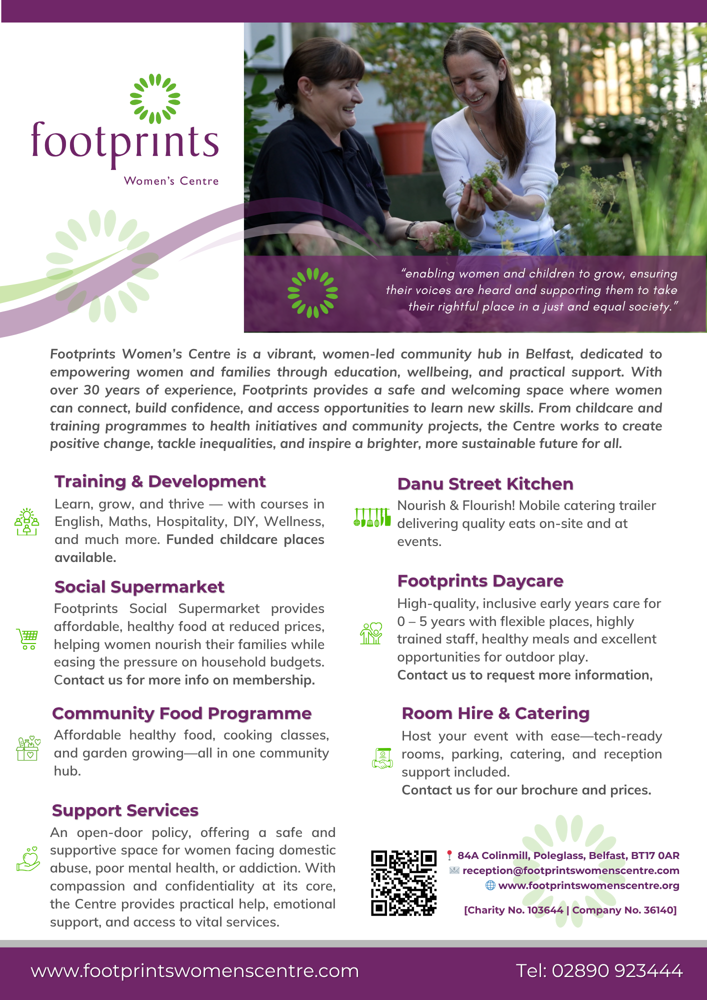 footprints
Women's Centre
“enabling women and children to grow, ensuring
their voices are heard and supporting them to take
their rightful place in a just and equal society.”
Footprints Women’s Centre is a vibrant, women-led community hub in Belfast, dedicated to
empowering women and families through education, wellbeing, and practical support. With
over 30 years of experience, Footprints provides a safe and welcoming space where women
can connect, build confidence, and access opportunities to learn new skills. From childcare and
training programmes to health initiatives and community projects, the Centre works to create
positive change, tackle inequalities, and inspire a brighter, more sustainable future for all.
Training & Development
Learn, grow, and thrive — with courses in
English, Maths, Hospitality, DIY, Wellness,
and much more. Funded childcare places
available.
Social Supermarket
Footprints Social Supermarket provides
affordable, healthy food at reduced prices,
helping women nourish their families while
easing the pressure on household budgets.
Contact us for more info on membership.
Community Food Programme
Affordable healthy food, cooking classes,
and garden growing—all in one community
hub.
Support Services
An open-door policy, offering a safe and
supportive space for women facing domestic
abuse, poor mental health, or addiction. With
compassion and confidentiality at its core,
the Centre provides practical help, emotional
support, and access to vital services.
Danu Street Kitchen
Nourish & Flourish! Mobile catering trailer
delivering quality eats on-site and at
events.
Footprints Daycare
High-quality, inclusive early years care for
0 – 5 years with flexible places, highly
trained staff, healthy meals and excellent
opportunities for outdoor play.
Contact us to request more information,
Room Hire & Catering
Host your event with ease—tech-ready
rooms, parking, catering, and reception
support included.
Contact us for our brochure and prices.
84A Colinmill, Poleglass, Belfast, BT17 0AR
reception@footprintswomenscentre.com
www.footprintswomenscentre.org
[Charity No. 103644 | Company No. 36140]
www.footprintswomenscentre.com
Tel: 02890 923444